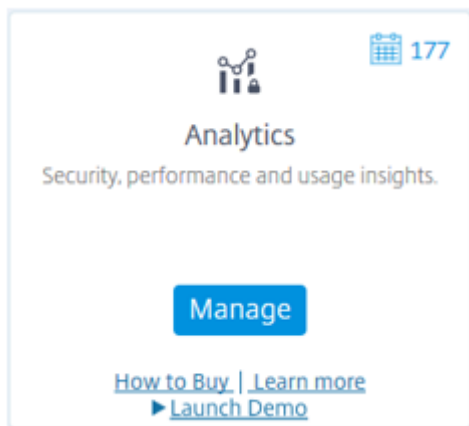 177
Analytics
Security, performance and usage insights.
Manage
How to Buy | Learn more
▶ Launch Demo